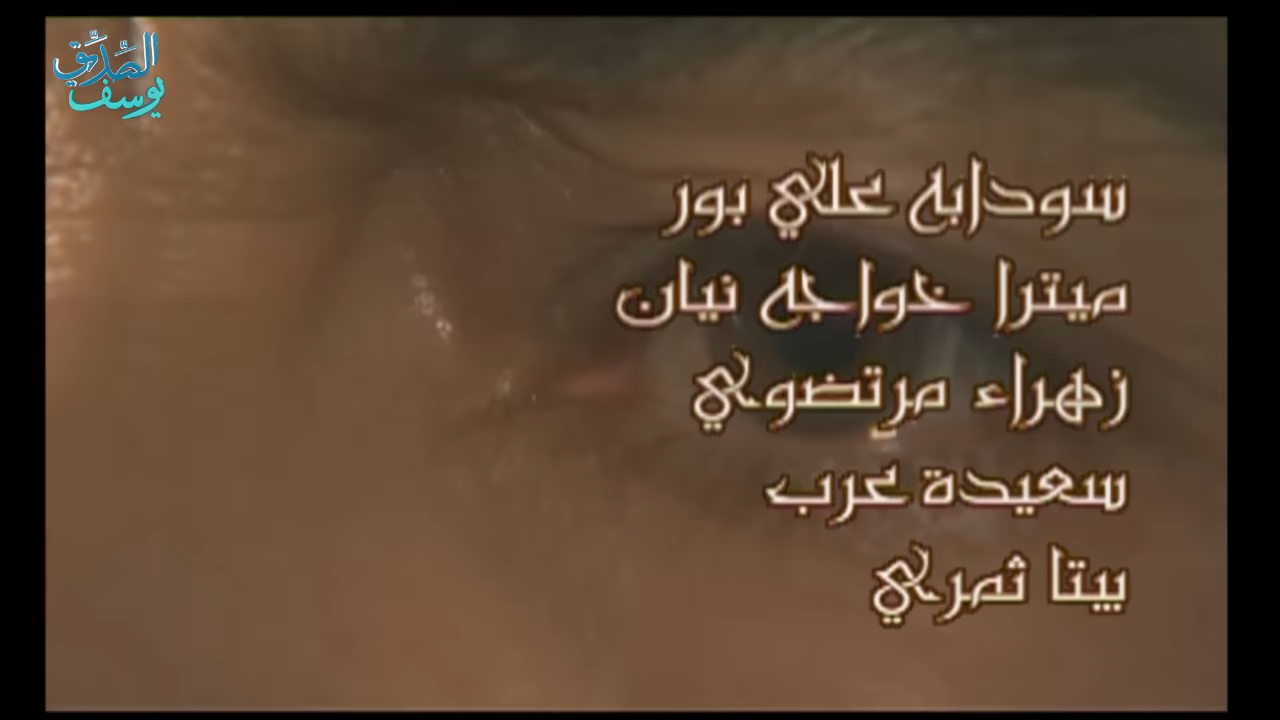 يوسف الصديق
سودابه علي بور
ميترا خواجه نيان
زهراء مرتضوي
سعيدة عرب
بيتا ثمري